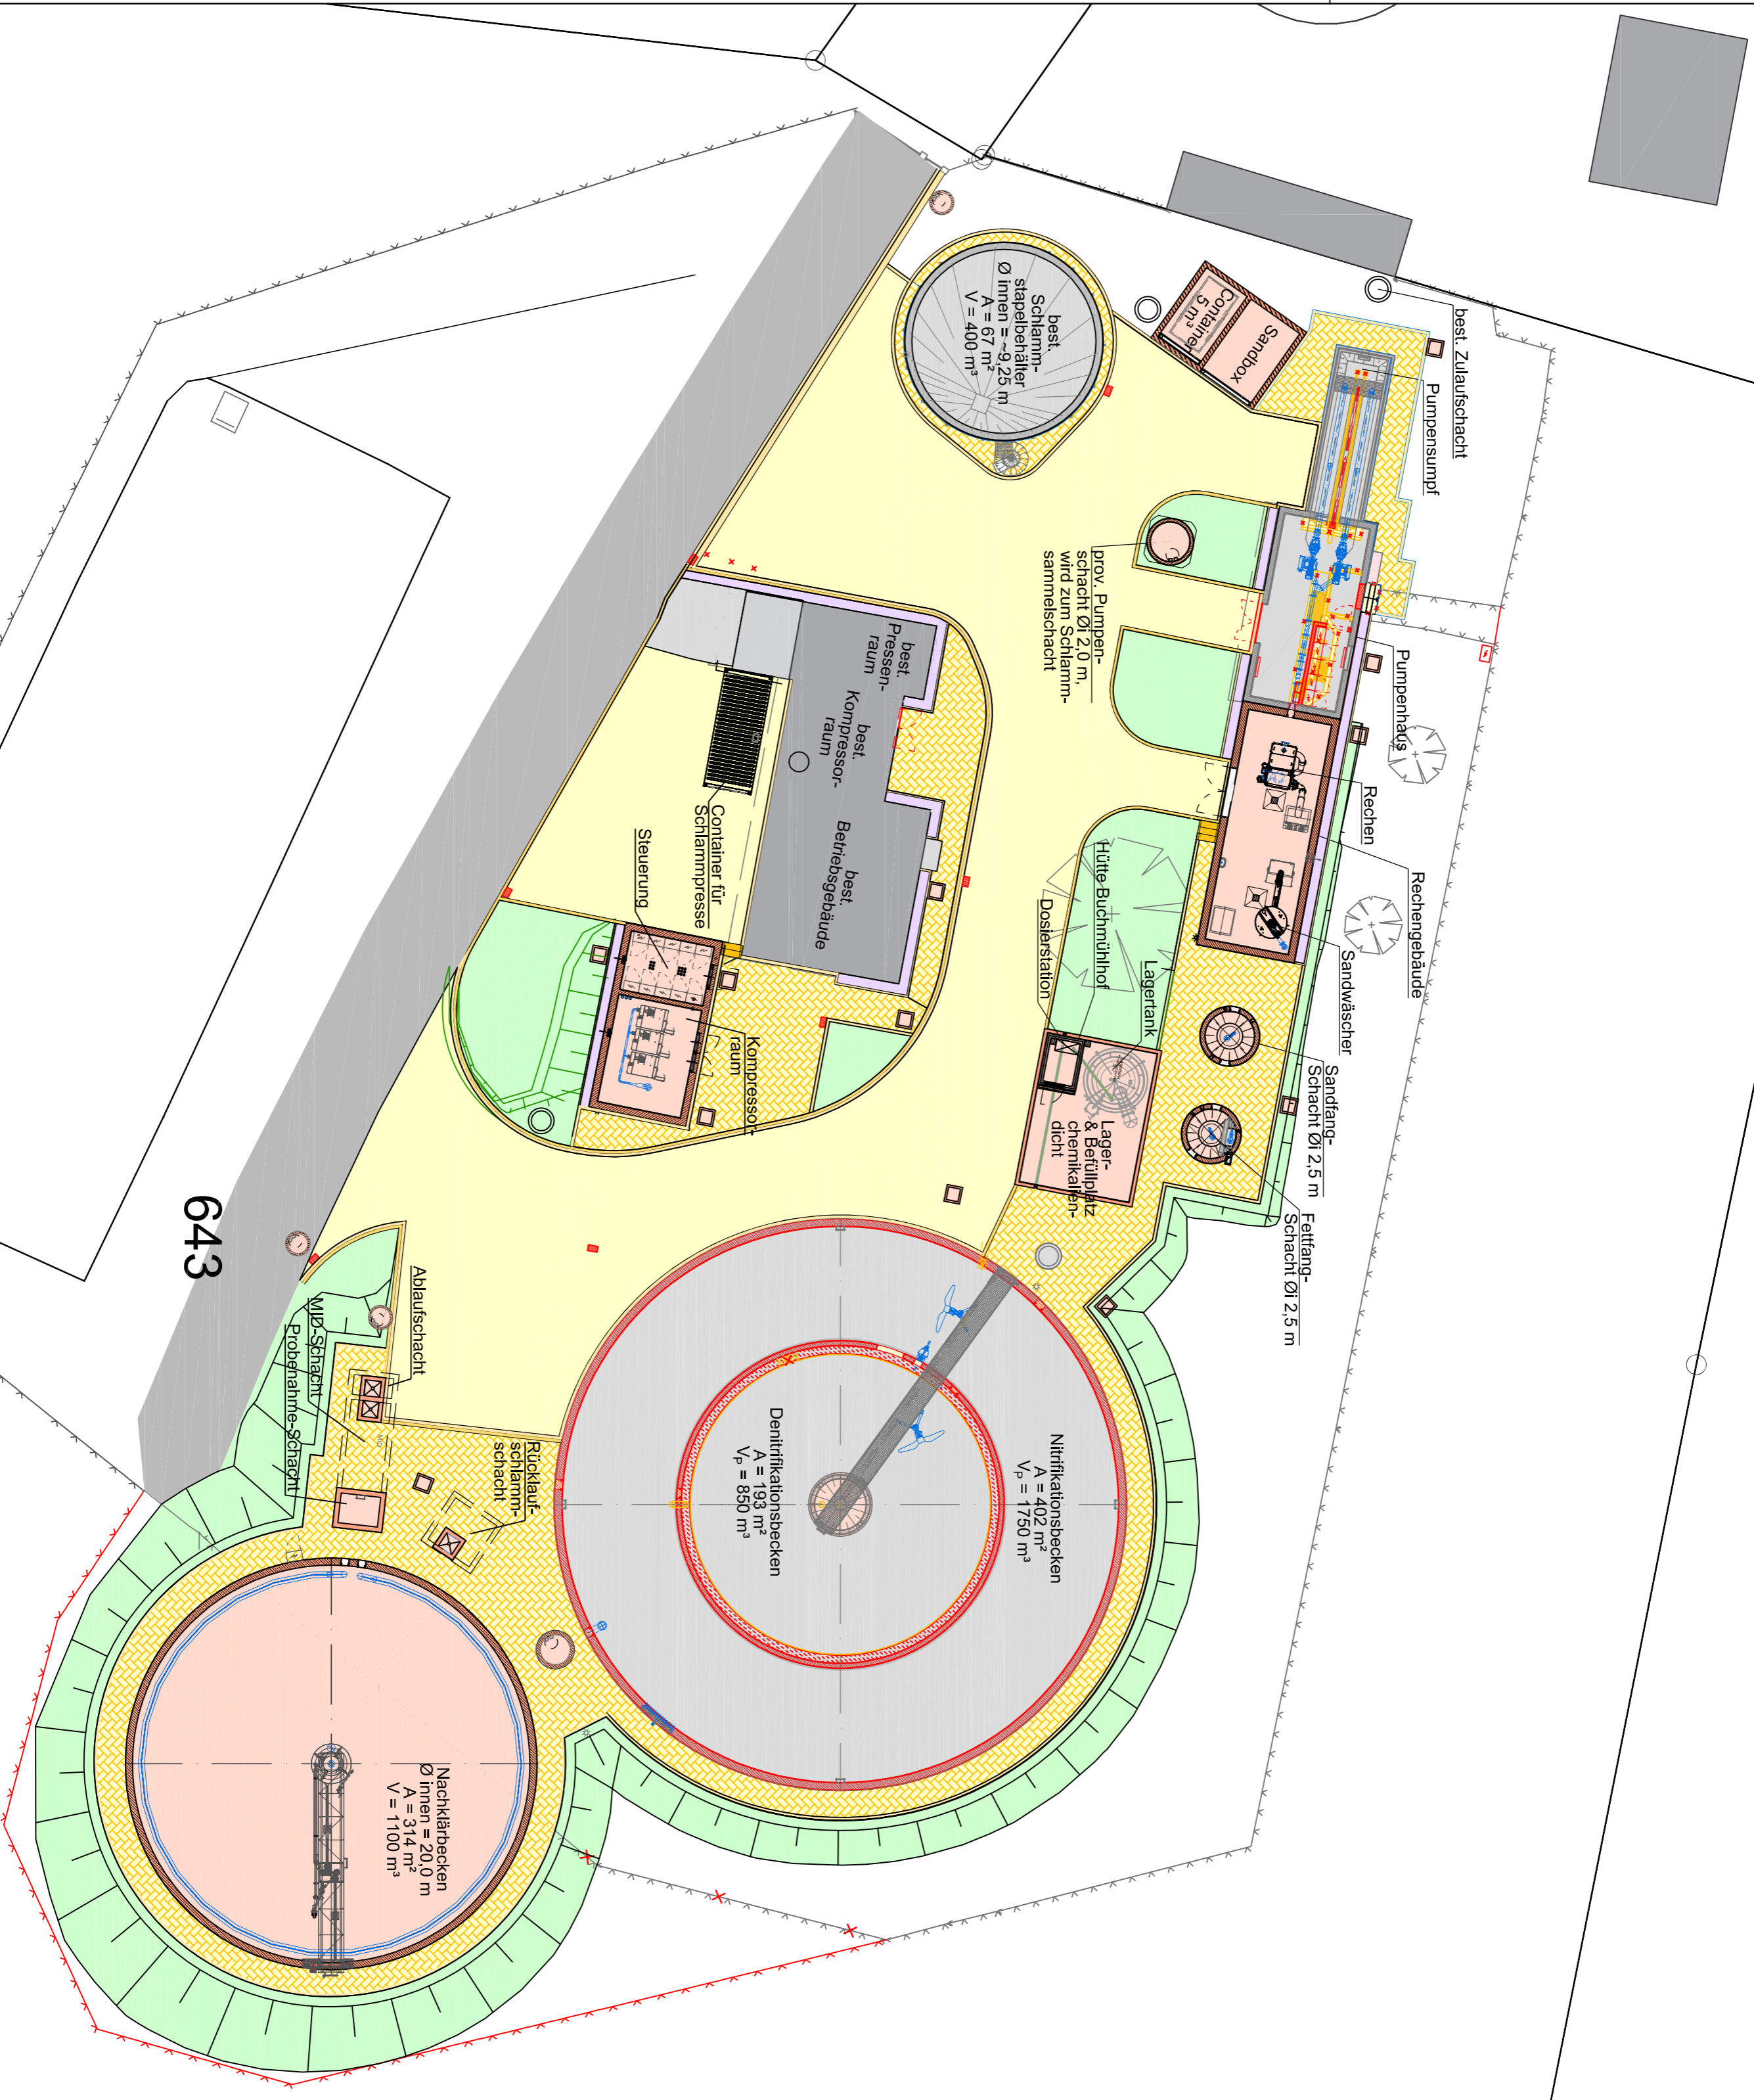 best. Zulaufschacht
Pumpensumpf
Container
5 m³
Sandbox
best.
Schlamm-
stapelbehälter
Ø innen = ~9,25 m
A = 67 m²
V = 400 m³
prov. Pumpen-
schacht Øi 2,0 m,
wird zum Schlamm-
sammelschacht
Pumpenhaus
Rechen
Rechengebäude
Sandwäscher
Sandfang-
Schacht Øi 2,5 m
Fettfang-
Schacht Øi 2,5 m
best.
Pressen-
raum
best.
Kompressor-
raum
best.
Betriebsgebäude
Container für
Schlammpresse
Steuerung
Kompressor-
raum
Hütte Buchmühlhof
Dosierstation
Lagertank
Lager-
& Befüllplatz
chemikalien-
dicht
643
Ablaufschacht
MID-Schacht
Probenahme-Schacht
MID
Rücklauf-
schlamm-
schacht
Nitrifikationsbecken
A = 402 m²
Vₚ = 1750 m³
Denitrifikationsbecken
A = 193 m²
Vₚ = 850 m³
Nachklärbecken
Ø innen = 20,0 m
A = 314 m²
V = 1100 m³